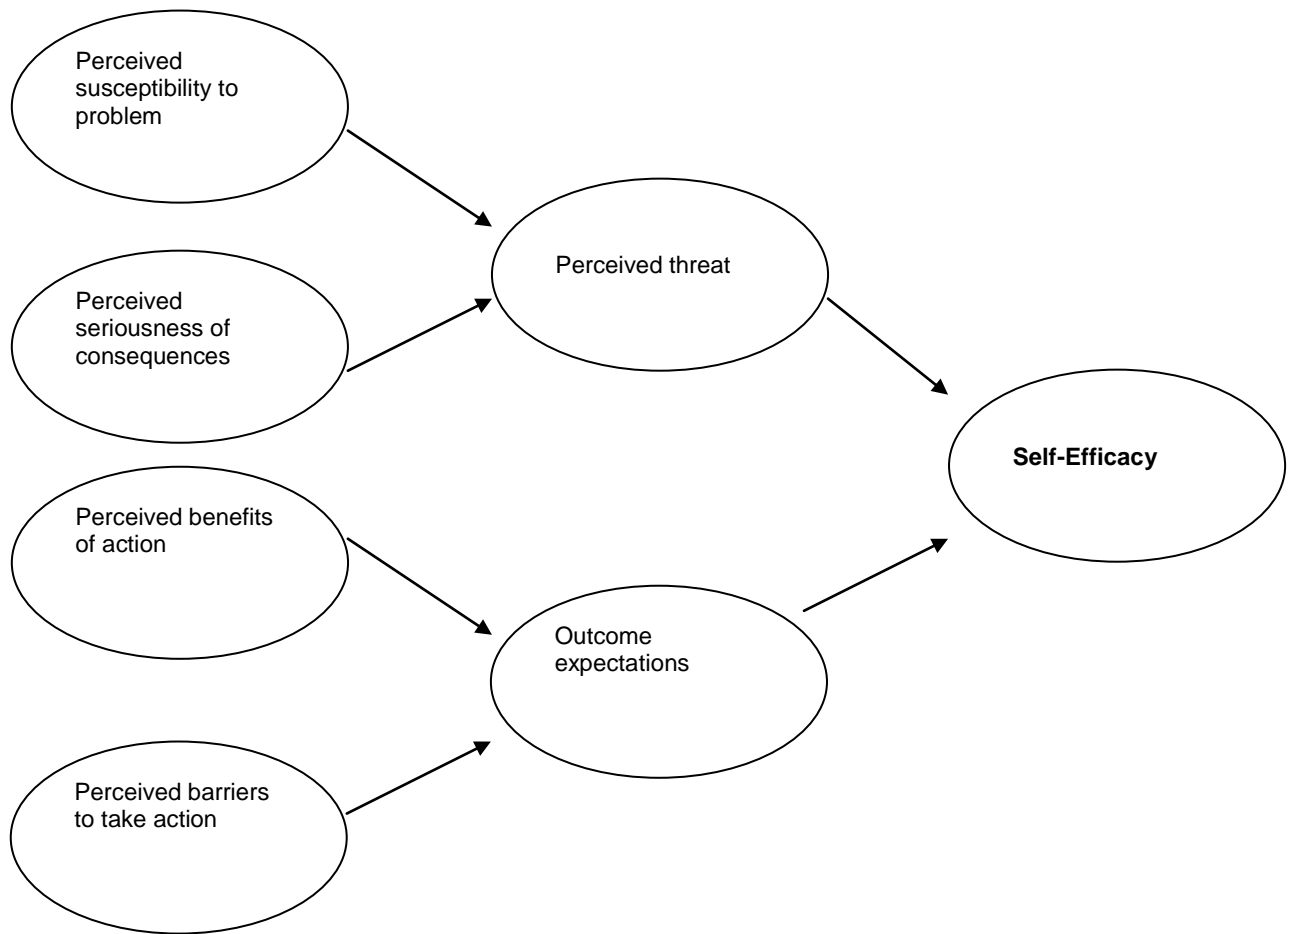 Perceived
susceptibility to
problem
Perceived threat
Perceived
seriousness of
consequences
Self-Efficacy
Perceived benefits
of action
Outcome
expectations
Perceived barriers
to take action